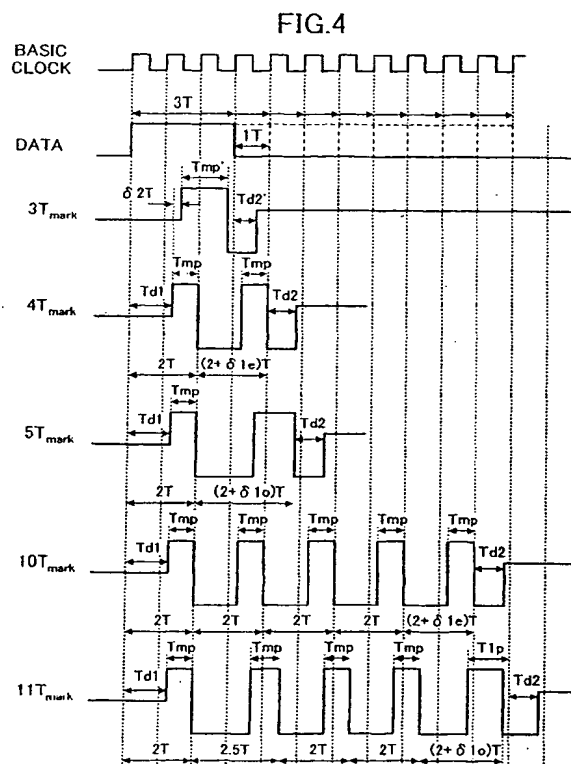 FIG.4
BASIC
CLOCK
3T
DATA
1T
Tmp'
δ 2T
Td2'
3Tmark
Tmp Tmp
Td1 Td2
4Tmark
2T (2+ δ 1e)T
Tmp
Td1 Td2
5Tmark
2T (2+ δ 1o)T
Tmp Tmp Tmp Tmp Tmp
Td1 Td2
10Tmark
2T 2T 2T 2T (2+ δ 1e)T
Tmp Tmp Tmp Tmp T1p
Td1 Td2
11Tmark
2T 2.5T 2T 2T (2+ δ 1o)T